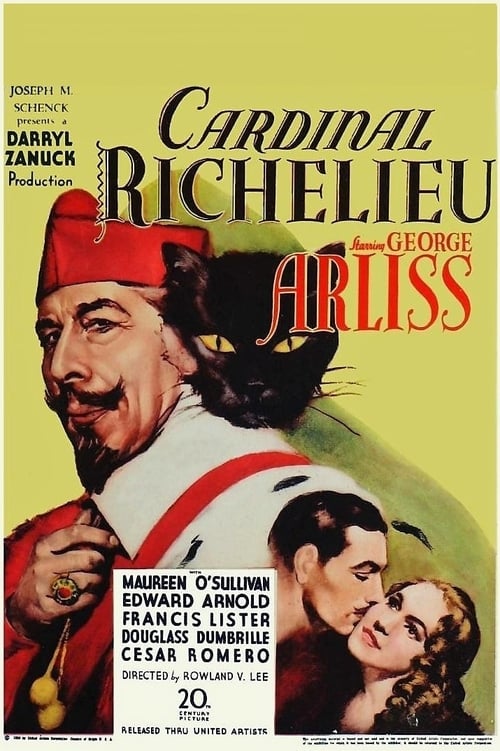 JOSEPH M.
SCHENCK
presents a
DARRYL
ZANUCK
Production
CARDINAL
RICHELIEU
Starring GEORGE
ARLISS
WITH
MAUREEN O'SULLIVAN
EDWARD ARNOLD
FRANCIS LISTER
DOUGLASS DUMBRILLE
CESAR ROMERO
DIRECTED by ROWLAND V. LEE
20TH
CENTURY
PICTURE
RELEASED THRU UNITED ARTISTS